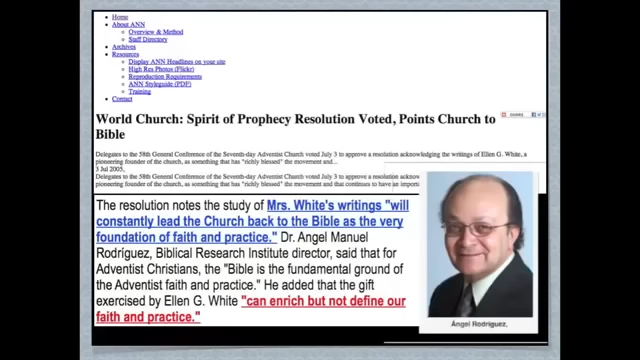 Home
About ANN
Overview & Method
Staff Directory
Archives
Resources
Display ANN Headlines on your site
High Res Photos (Flickr)
Reproduction Requirements
ANN Styleguide (PDF)
Training
Contact
World Church: Spirit of Prophecy Resolution Voted, Points Church to
Bible
Delegates to the 58th General Conference of the Seventh-day Adventist Church voted July 3 to approve a resolution acknowledging the writings of Ellen G. White, a
pioneering founder of the church, as something that has "richly blessed" the movement and...
3 Jul 2005,
Delegates to the 58th General Conference of the Seventh-day Adventist Church voted July 3 to approve a resolution acknowledging the writings of Ellen G. White, a
pioneering founder of the church, as something that has "richly blessed" the movement and that continues to have an important
The resolution notes the study of Mrs. White's writings "will
constantly lead the Church back to the Bible as the very
foundation of faith and practice." Dr. Angel Manuel
Rodríguez, Biblical Research Institute director, said that for
Adventist Christians, the "Bible is the fundamental ground of
the Adventist faith and practice." He added that the gift
exercised by Ellen G. White "can enrich but not define our
faith and practice."
Ángel Rodríguez,